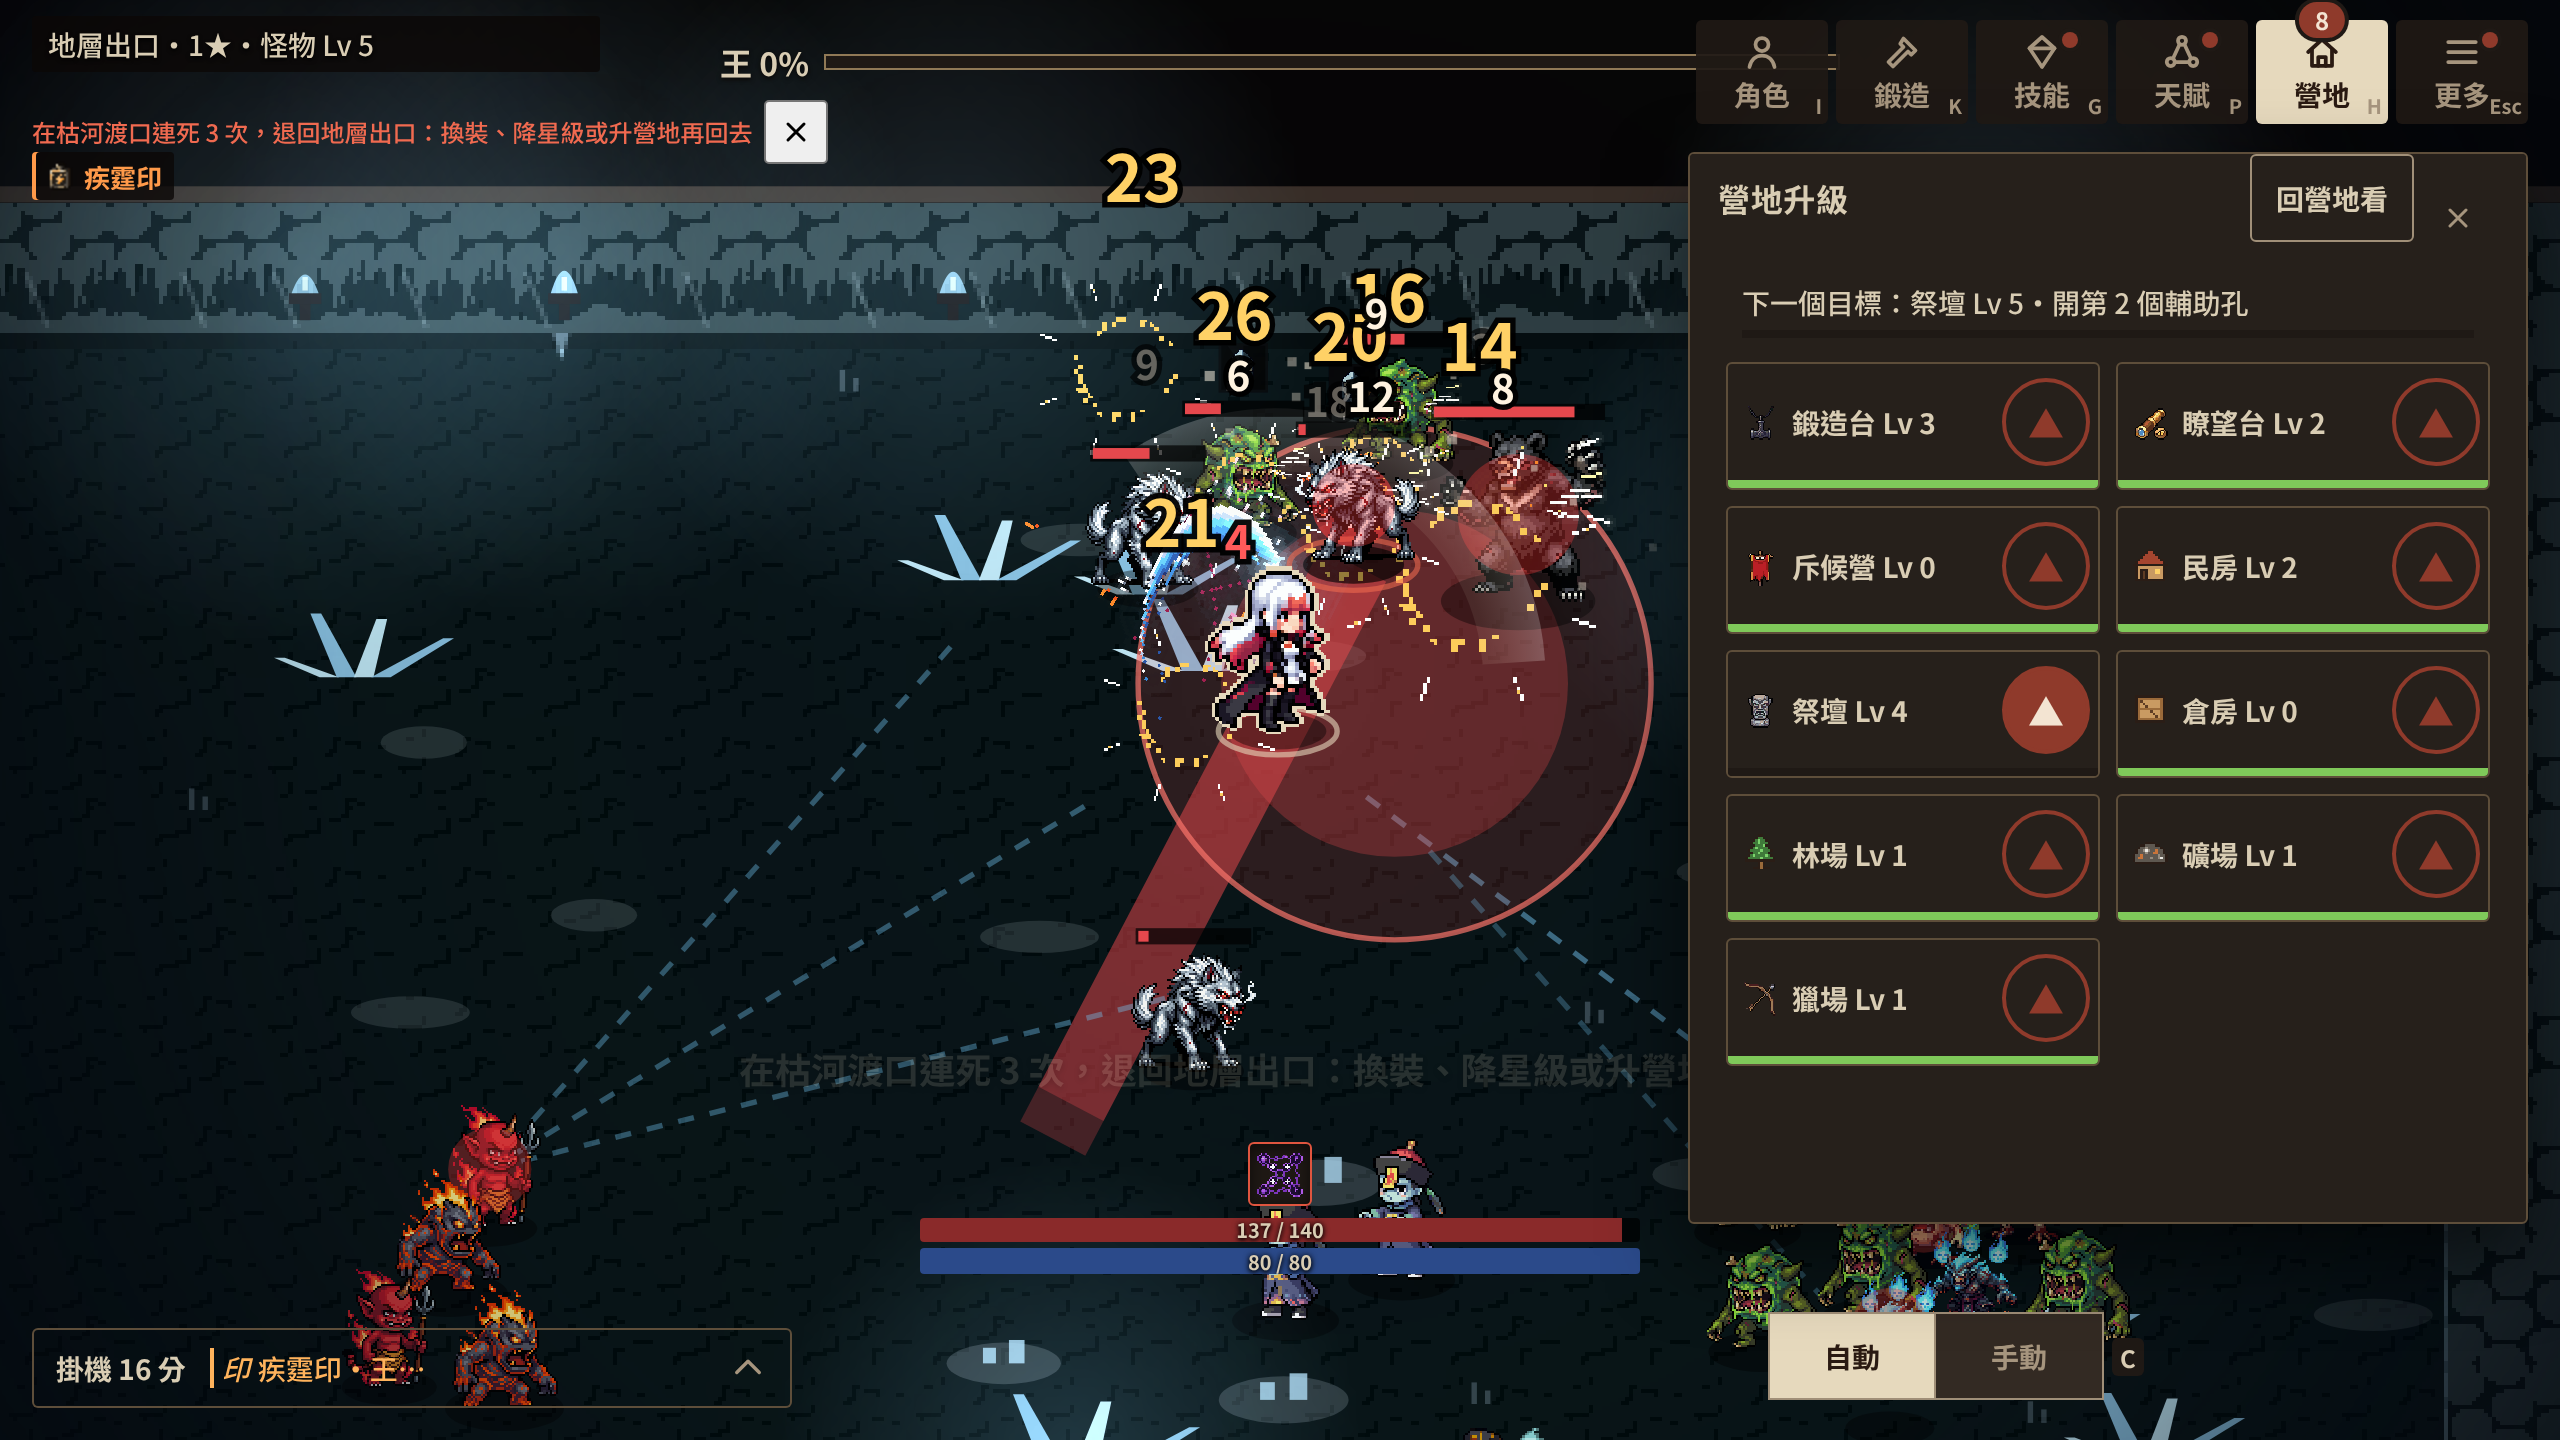 地層出口・1★・怪物 Lv 5
王 0%
角色 I
鍛造 K
技能 G
天賦 P
8
營地 H
更多 Esc
在枯河渡口連死 3 次，退回地層出口：換裝、降星級或升營地再回去
疾霆印
營地升級
回營地看
下一個目標：祭壇 Lv 5・開第 2 個輔助孔
鍛造台 Lv 3
瞭望台 Lv 2
斥候營 Lv 0
民房 Lv 2
祭壇 Lv 4
倉房 Lv 0
林場 Lv 1
礦場 Lv 1
獵場 Lv 1
23
26
16
9
20
14
9
6
18
12
8
21
4
在枯河渡口連死 3 次，退回地層出口：換裝、降星級或升營
137 / 140
80 / 80
掛機 16 分
印 疾霆印・王…
自動
手動
C